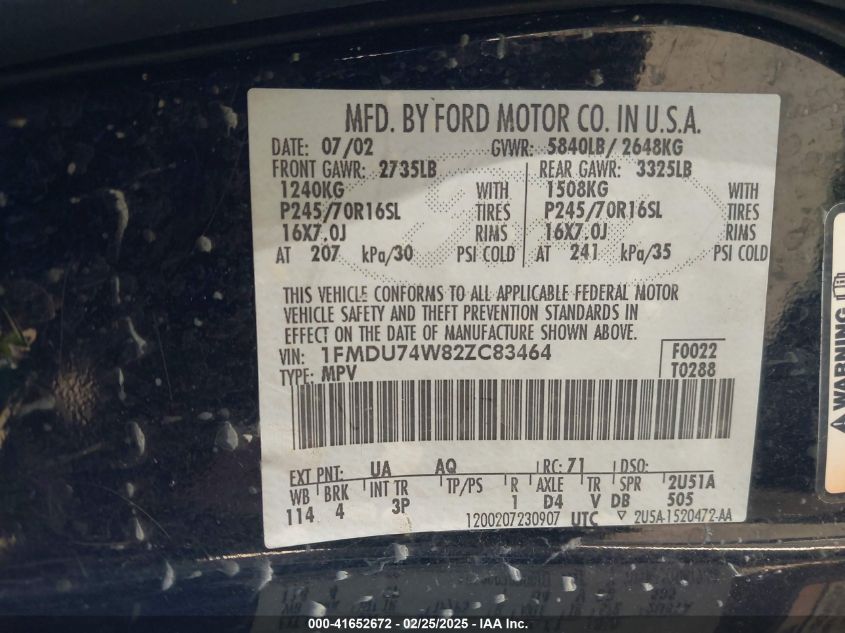 MFD. BY FORD MOTOR CO. IN U.S.A.
DATE: 07/02 GVWR: 5840LB/ 2648KG
FRONT GAWR: 2735LB REAR GAWR: 3325LB
1240KG WITH 1508KG WITH
P245/70R16SL TIRES P245/70R16SL TIRES
16X7.0J RIMS 16X7.0J RIMS
AT 207 kPa/30 PSI COLD AT 241 kPa/35 PSI COLD
THIS VEHICLE CONFORMS TO ALL APPLICABLE FEDERAL MOTOR
VEHICLE SAFETY AND THEFT PREVENTION STANDARDS IN
EFFECT ON THE DATE OF MANUFACTURE SHOWN ABOVE.
VIN: 1FMDU74W82ZC83464 F0022
TYPE: MPV T0288
EXT PNT: UA AQ RC: 71 DSO:
WB BRK INT TR TP/PS R AXLE TR SPR 2U51A
114 4 3P 1 D4 V DB 505
1200207230907 UTC 2U5A-1520472-AA
WARNING
000-41652672 - 02/25/2025 - IAA Inc.